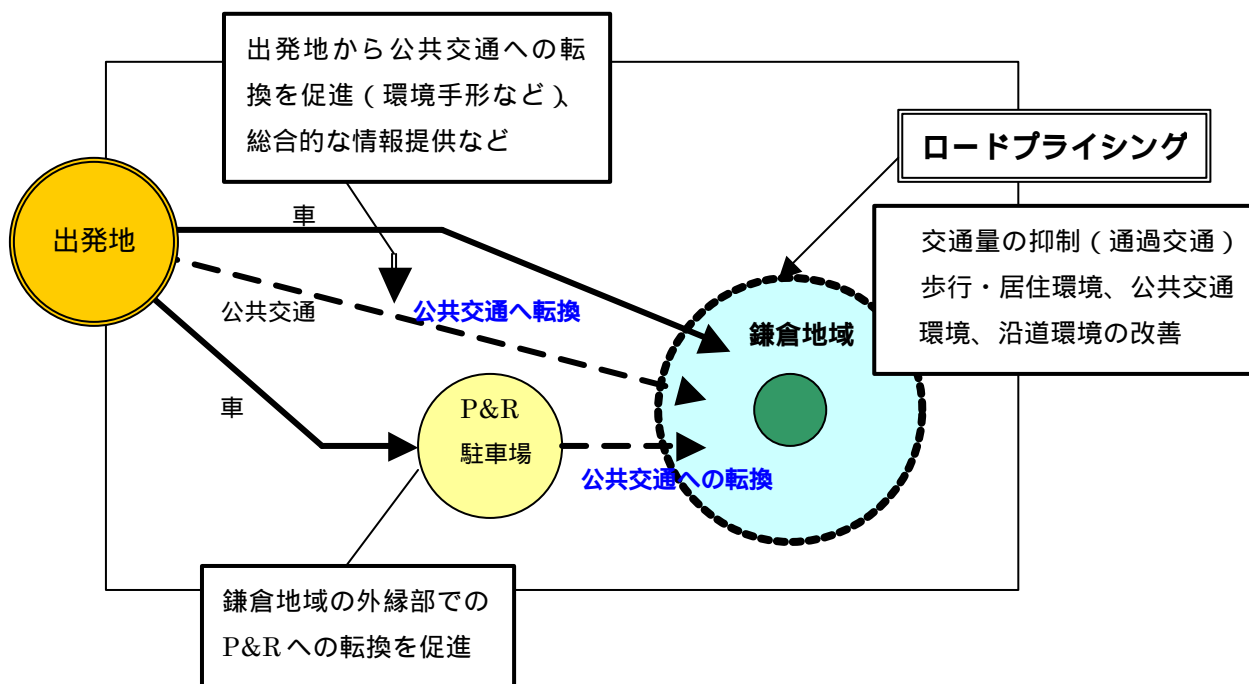 出発地から公共交通への転
換を促進（環境手形など）、
総合的な情報提供など
ロードプライシング
車
出発地
交通量の抑制（通過交通）
歩行・居住環境、公共交通
環境、沿道環境の改善
公共交通
公共交通へ転換
鎌倉地域
車
P&R
駐車場
公共交通への転換
鎌倉地域の外縁部での
P&Rへの転換を促進